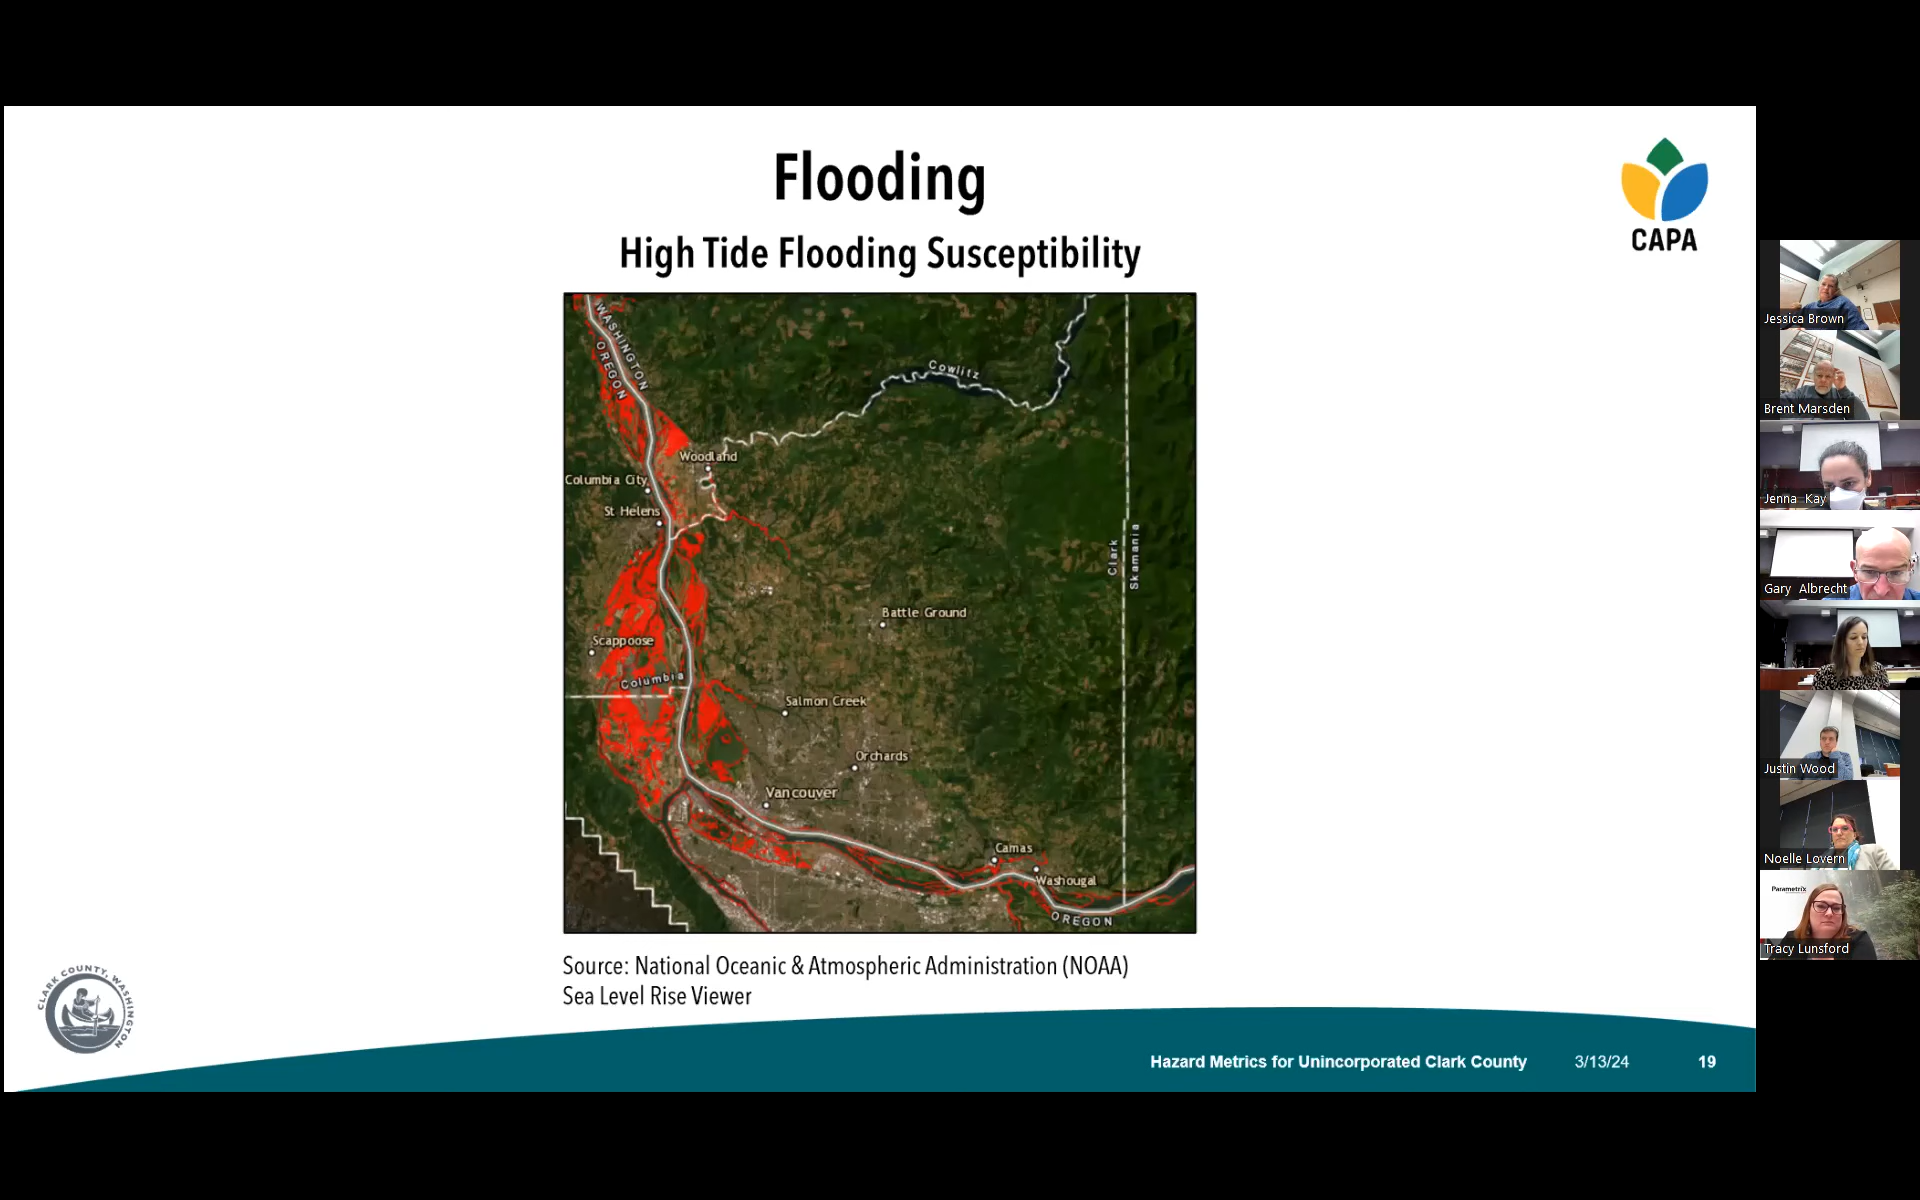 Flooding
High Tide Flooding Susceptibility
CAPA
WASHINGTON
OREGON
Cowlitz
Woodland
Columbia City
St Helens
Clark
Skamania
Battle Ground
Scappoose
Columbia
Salmon Creek
Orchards
Vancouver
Camas
Washougal
OREGON
Source: National Oceanic & Atmospheric Administration (NOAA)
Sea Level Rise Viewer
CLARK COUNTY, WASHINGTON
Hazard Metrics for Unincorporated Clark County
3/13/24
19
Jessica Brown
Brent Marsden
Jenna Kay
Gary Albrecht
Justin Wood
Noelle Lovern
Parametrix
Tracy Lunsford